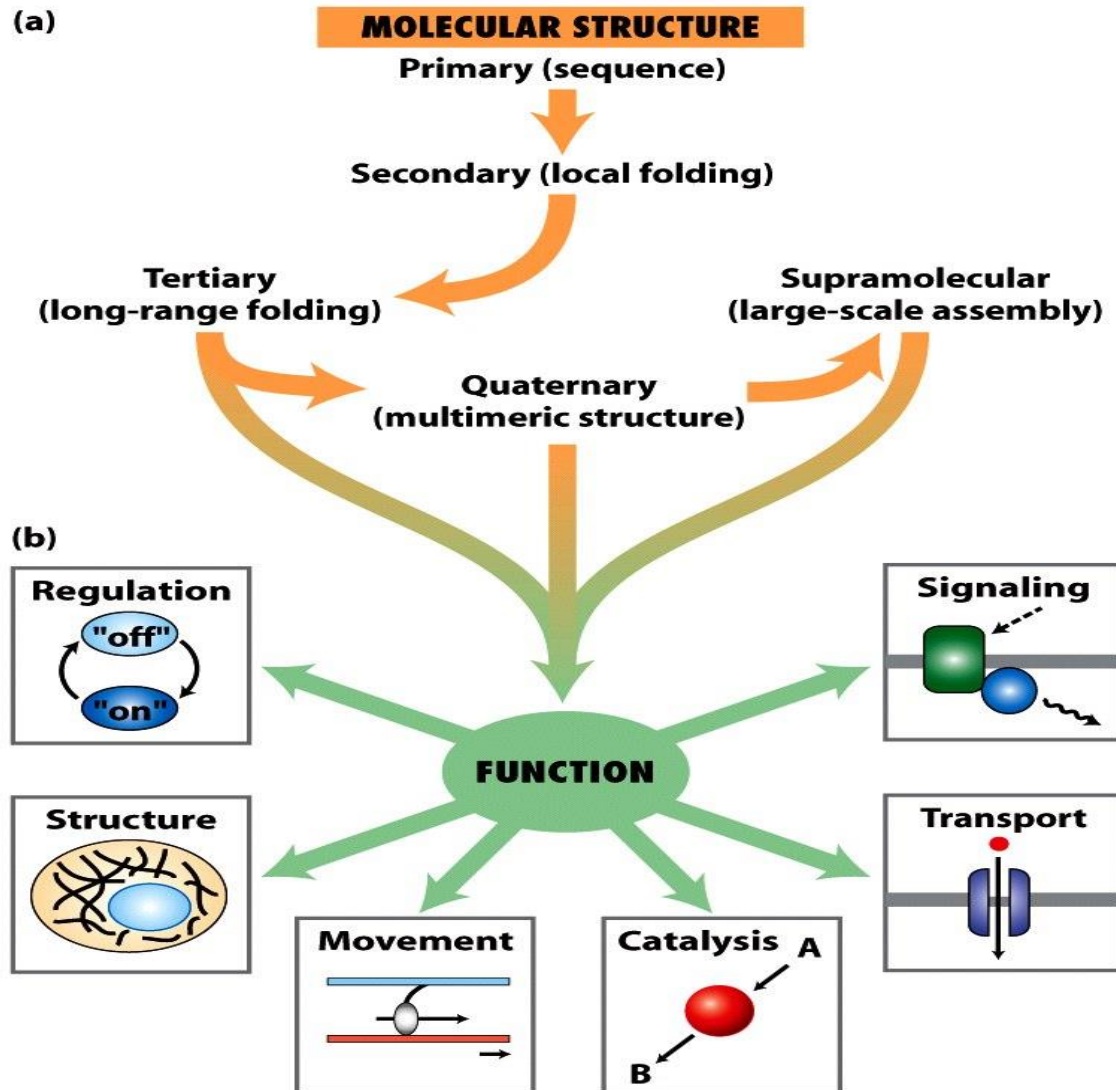 (a)
MOLECULAR STRUCTURE
Primary (sequence)
Secondary (local folding)
Tertiary
(long-range folding)
Supramolecular
(large-scale assembly)
Quaternary
(multimeric structure)
(b)
Regulation
"off"
"on"
Signaling
FUNCTION
Structure
Transport
Movement
Catalysis
A
B